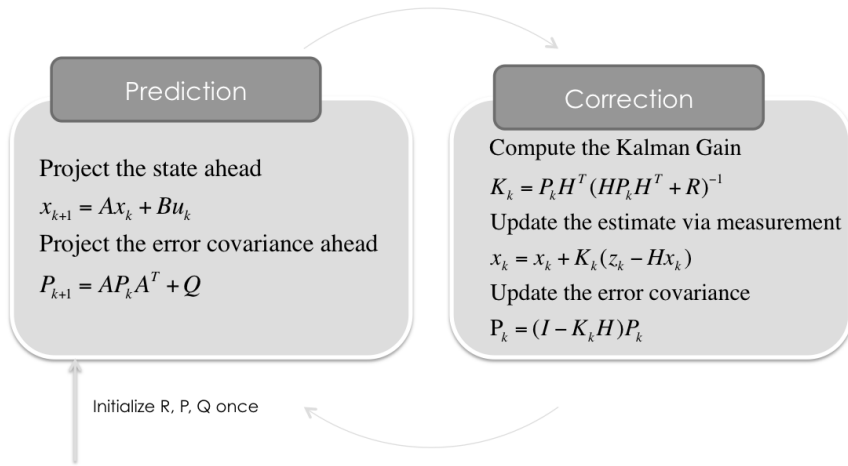 Prediction
Project the state ahead
x_{k+1} = Ax_k + Bu_k
Project the error covariance ahead
P_{k+1} = AP_kA^T + Q
Initialize R, P, Q once
Correction
Compute the Kalman Gain
K_k = P_kH^T(HP_kH^T + R)^{-1}
Update the estimate via measurement
x_k = x_k + K_k(z_k − Hx_k)
Update the error covariance
P_k = (I − K_kH)P_k